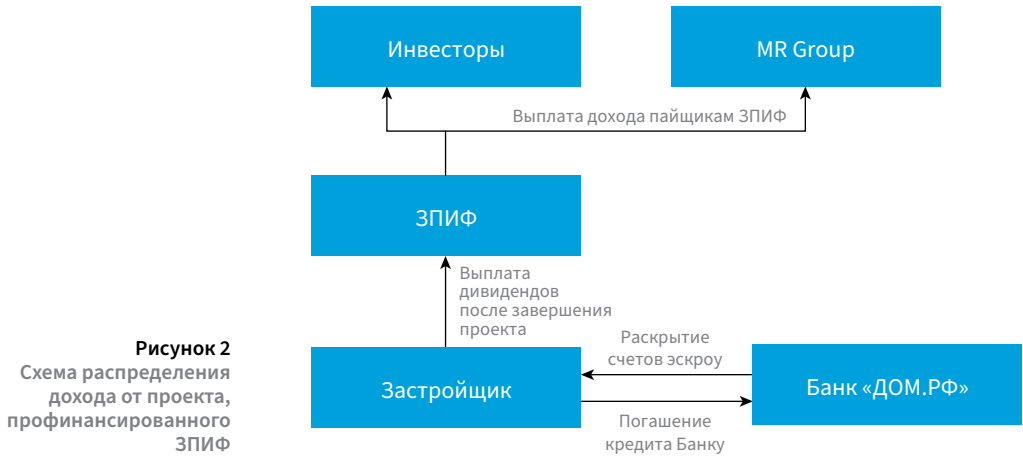 Инвесторы
MR Group
Выплата дохода пайщикам ЗПИФ
ЗПИФ
Выплата
дивидендов
после завершения
проекта
Рисунок 2
Схема распределения
дохода от проекта,
профинансированного
ЗПИФ
Застройщик
Раскрытие
счетов эскроу
Погашение
кредита Банку
Банк «ДОМ.РФ»